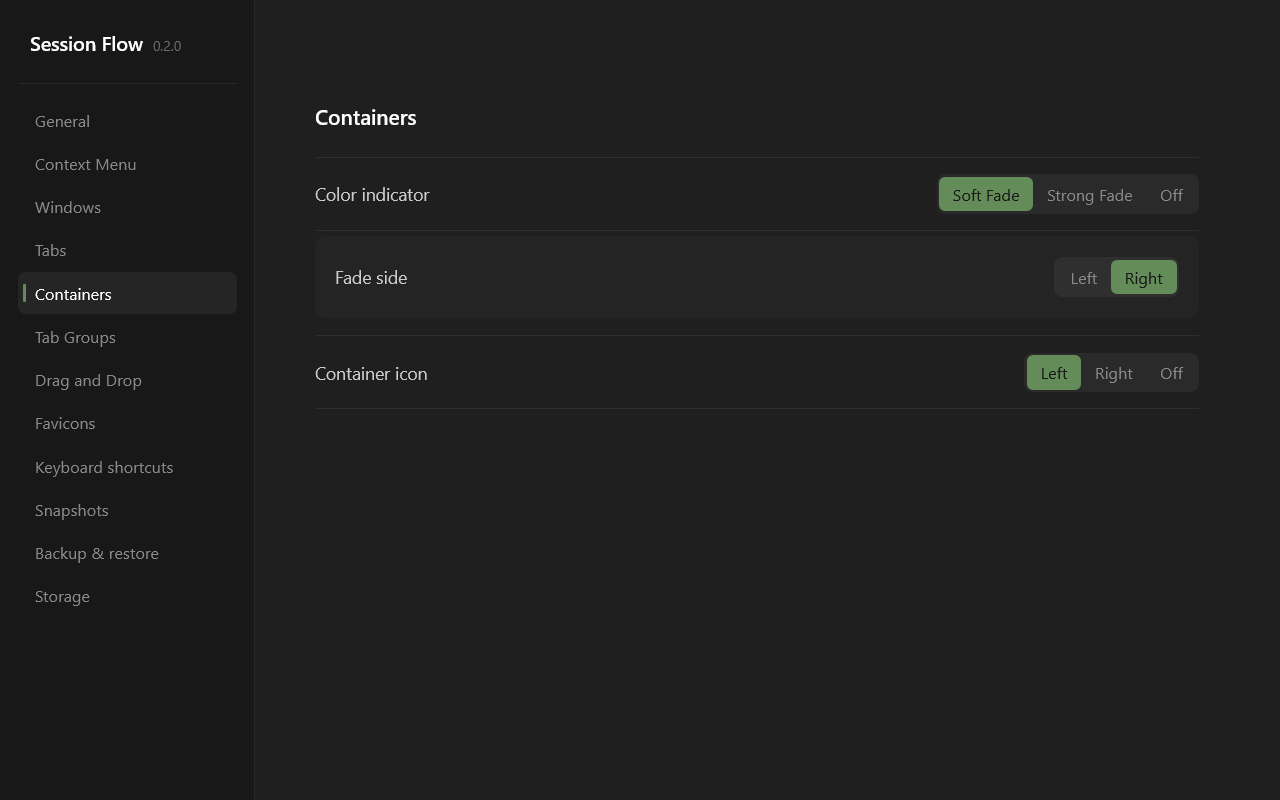 Session Flow 0.2.0
General
Context Menu
Windows
Tabs
Containers
Tab Groups
Drag and Drop
Favicons
Keyboard shortcuts
Snapshots
Backup & restore
Storage
Containers
Color indicator Soft Fade Strong Fade Off
Fade side Left Right
Container icon Left Right Off